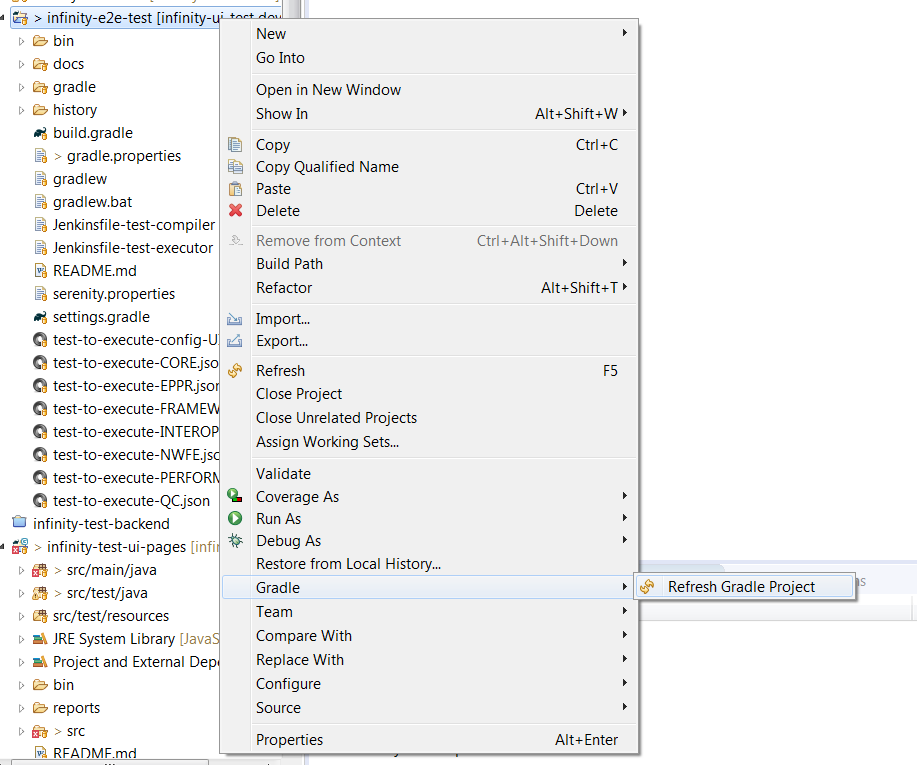 > infinity-e2e-test [infinity-ui-test dev
bin
docs
gradle
history
build.gradle
> gradle.properties
gradlew
gradlew.bat
Jenkinsfile-test-compiler
Jenkinsfile-test-executor
README.md
serenity.properties
settings.gradle
test-to-execute-config-U
test-to-execute-CORE.jso
test-to-execute-EPPR.json
test-to-execute-FRAMEW
test-to-execute-INTEROP
test-to-execute-NWFE.jso
test-to-execute-PERFORM
test-to-execute-QC.json
infinity-test-backend
> infinity-test-ui-pages [infin
> src/main/java
> src/test/java
src/test/resources
JRE System Library [JavaS
Project and External Depe
bin
reports
> src
README.md
New
Go Into
Open in New Window
Show In Alt+Shift+W
Copy Ctrl+C
Copy Qualified Name
Paste Ctrl+V
Delete Delete
Remove from Context Ctrl+Alt+Shift+Down
Build Path
Refactor Alt+Shift+T
Import...
Export...
Refresh F5
Close Project
Close Unrelated Projects
Assign Working Sets...
Validate
Coverage As
Run As
Debug As
Restore from Local History...
Gradle
Team
Compare With
Replace With
Configure
Source
Properties Alt+Enter
Refresh Gradle Project